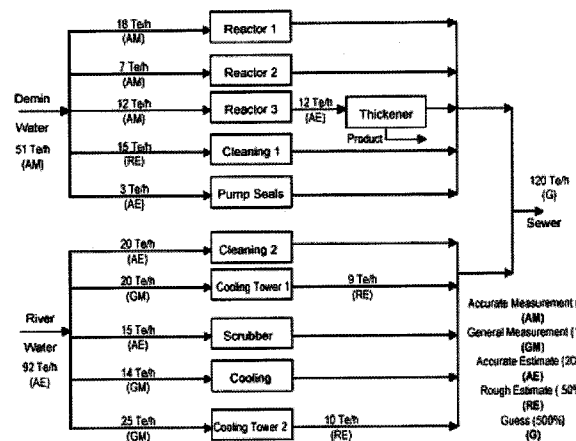 18 Te/h
(AM)
Reactor 1
7 Te/h
(AM)
Reactor 2
Demin
Water
51 Te/h
(AM)
12 Te/h
(AM)
Reactor 3
12 Te/h
(AE)
Thickener
Product
15 Te/h
(RE)
Cleaning 1
3 Te/h
(AE)
Pump Seals
120 Te/h
(G)
Sewer
20 Te/h
(AE)
Cleaning 2
20 Te/h
(GM)
Cooling Tower 1
9 Te/h
(RE)
River
Water
92 Te/h
(AE)
15 Te/h
(AE)
Scrubber
14 Te/h
(GM)
Cooling
25 Te/h
(GM)
Cooling Tower 2
10 Te/h
(RE)
Accurate Measurement
(AM)
General Measurement (1
(GM)
Accurate Estimate (20
(AE)
Rough Estimate ( 50%
(RE)
Guess (500%)
(G)